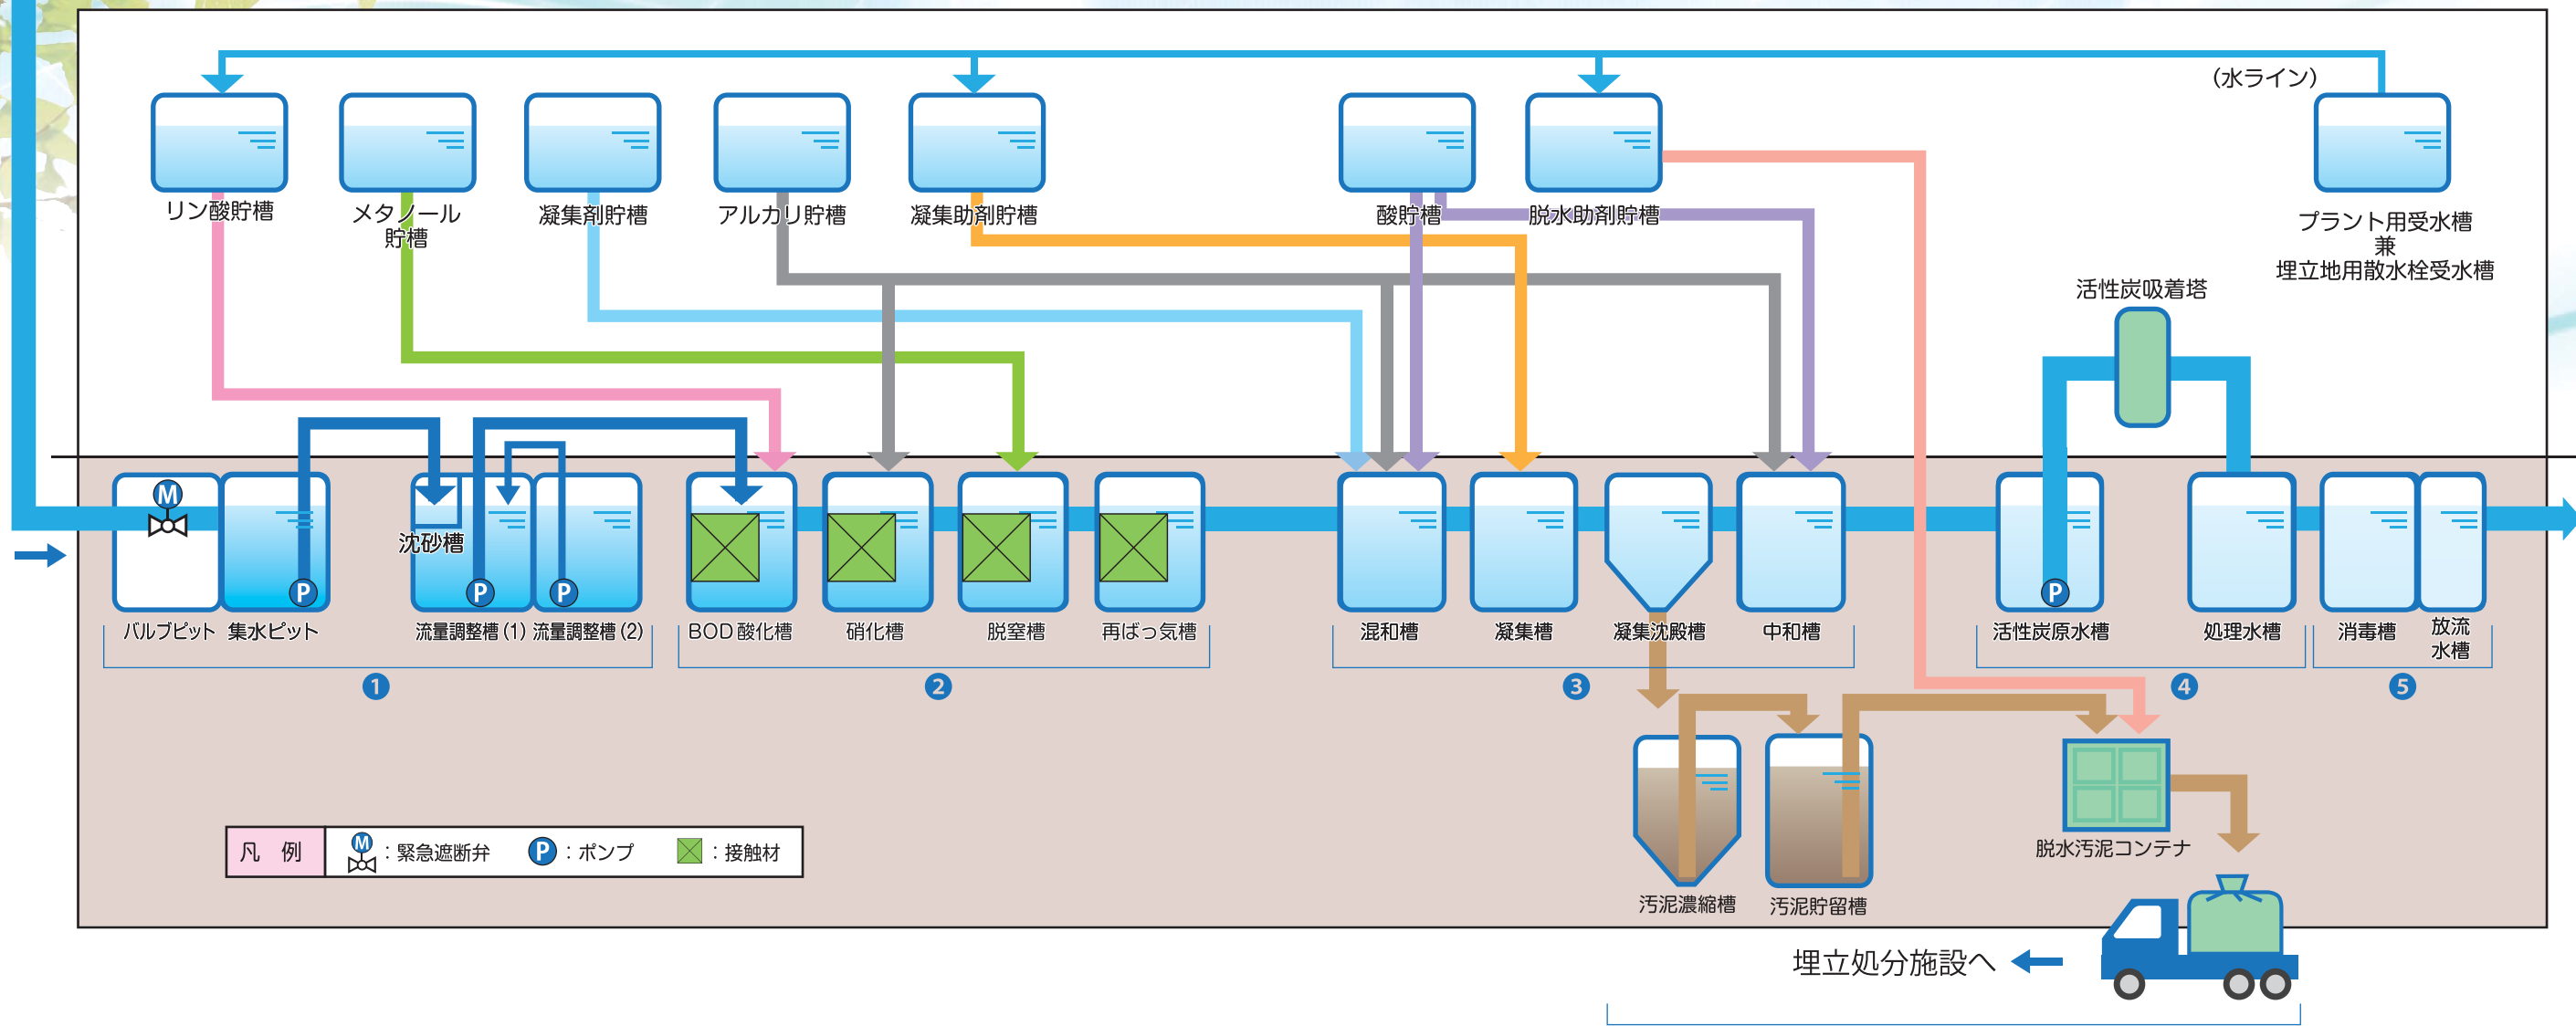 (水ライン)
リン酸貯槽
メタノール
貯槽
凝集剤貯槽
アルカリ貯槽
凝集助剤貯槽
酸貯槽
脱水助剤貯槽
プラント用受水槽
兼
埋立地用散水栓受水槽
活性炭吸着塔
M
沈砂槽
P
P
P
P
バルブピット
集水ピット
流量調整槽(1)
流量調整槽(2)
BOD酸化槽
硝化槽
脱窒槽
再ばっ気槽
混和槽
凝集槽
凝集沈殿槽
中和槽
活性炭原水槽
処理水槽
消毒槽
放流
水槽
1
2
3
4
5
凡 例
M:緊急遮断弁
P:ポンプ
:接触材
汚泥濃縮槽
汚泥貯留槽
脱水汚泥コンテナ
埋立処分施設へ